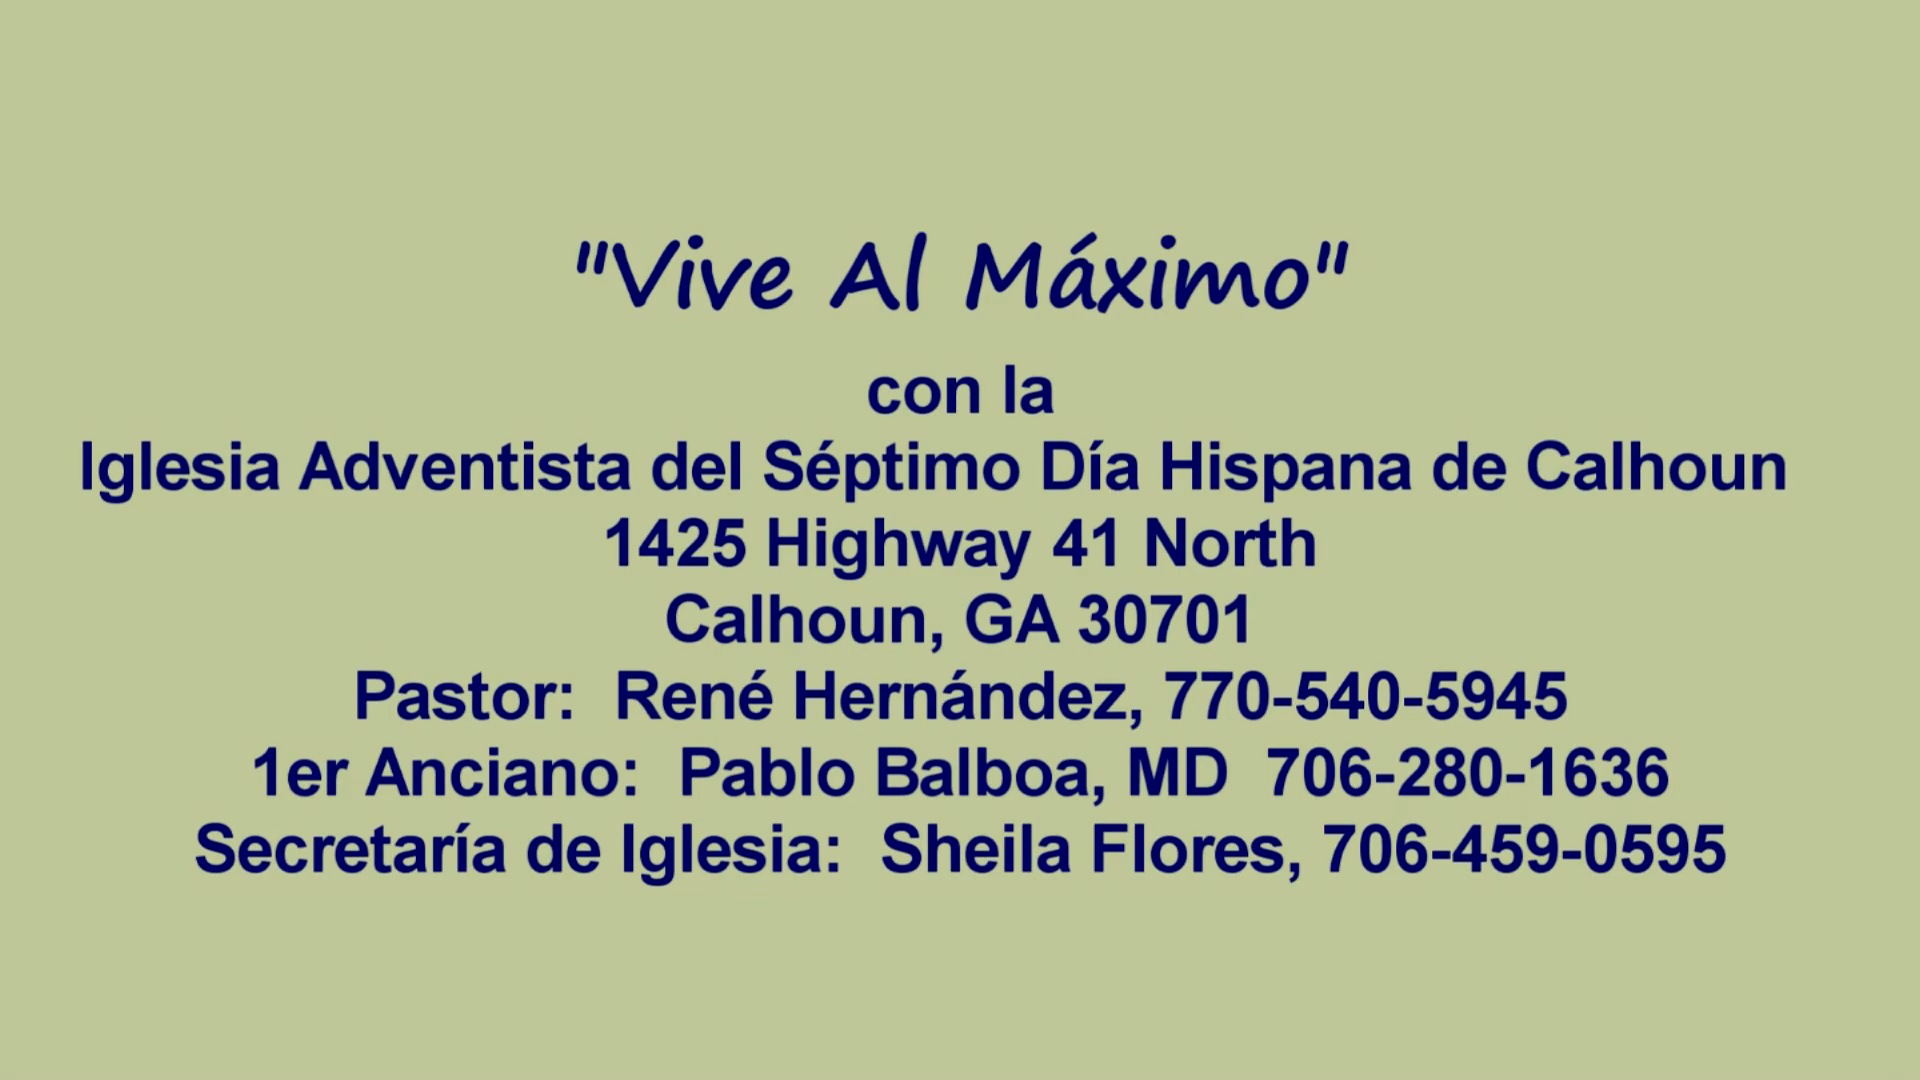 "Vive Al Máximo"
con la
Iglesia Adventista del Séptimo Día Hispana de Calhoun
1425 Highway 41 North
Calhoun, GA 30701
Pastor:  René Hernández, 770-540-5945
1er Anciano:  Pablo Balboa, MD  706-280-1636
Secretaría de Iglesia:  Sheila Flores, 706-459-0595